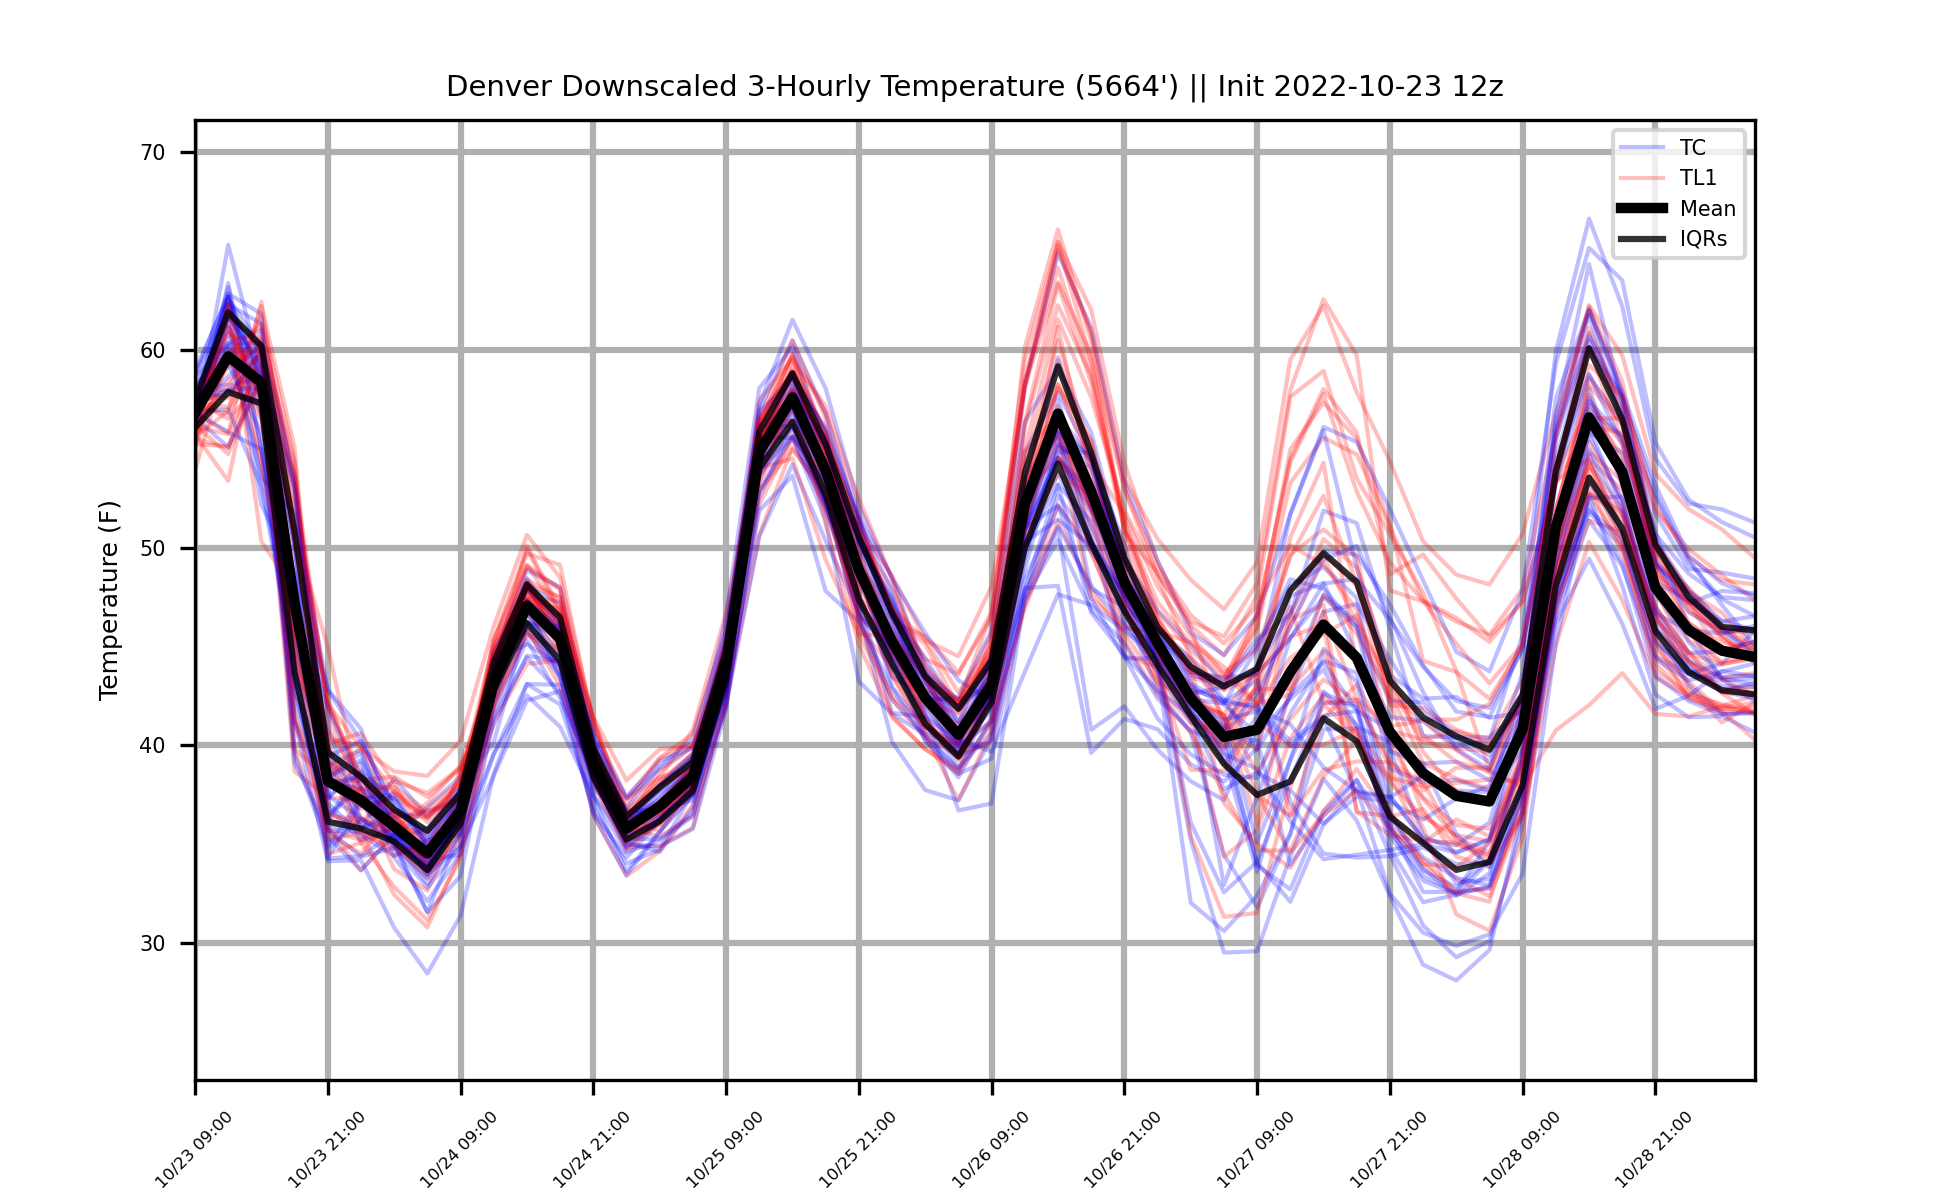 Denver Downscaled 3-Hourly Temperature (5664') || Init 2022-10-23 12z
TC
TL1
Mean
IQRs
Temperature (F)
70
60
50
40
30
10/23 09:00
10/23 21:00
10/24 09:00
10/24 21:00
10/25 09:00
10/25 21:00
10/26 09:00
10/26 21:00
10/27 09:00
10/27 21:00
10/28 09:00
10/28 21:00